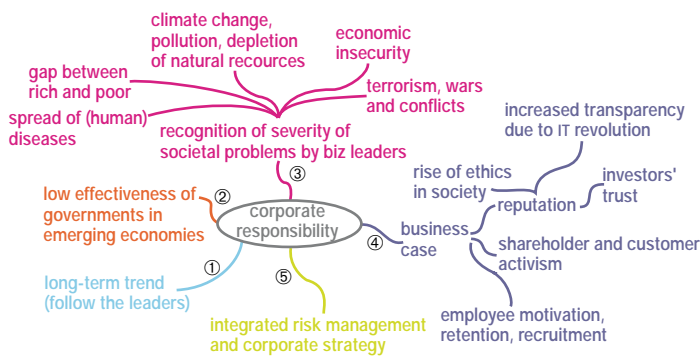 climate change,
pollution, depletion
of natural recources
economic
insecurity
gap between
rich and poor
terrorism, wars
and conflicts
spread of (human)
diseases
recognition of severity of
societal problems by biz leaders
increased transparency
due to IT revolution
rise of ethics
in society
investors'
trust
reputation
③
low effectiveness of
governments in
emerging economies
②
corporate
responsibility
④
business
case
shareholder and customer
activism
①
long-term trend
(follow the leaders)
⑤
integrated risk management
and corporate strategy
employee motivation,
retention, recruitment